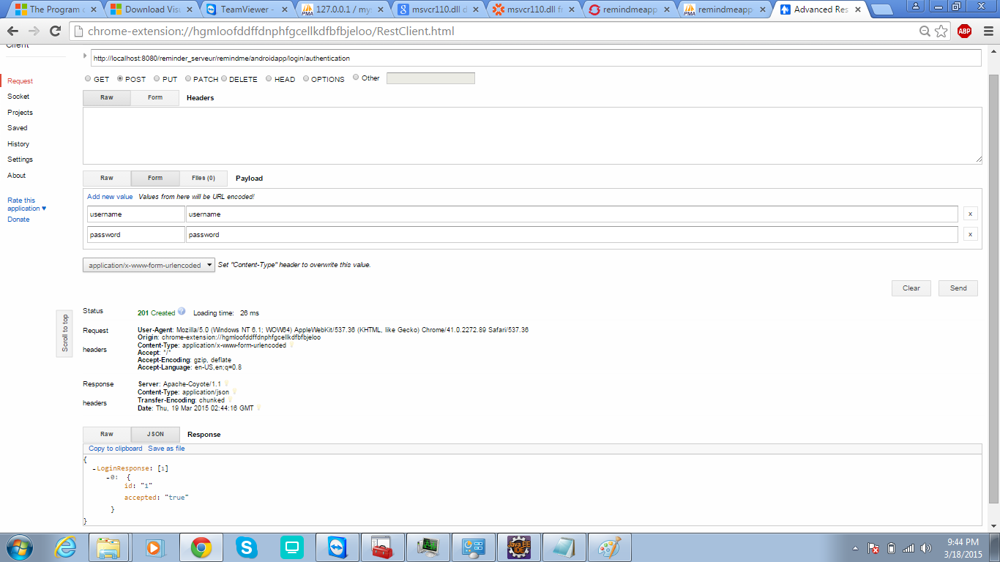 The Program c
Download Visu
TeamViewer -
127.0.0.1 / mys
msvcr110.dll d
msvcr110.dll fr
remindmeapp
remindmeapp
Advanced Res
chrome-extension://hgmloofddffdnphfgcellkdfbfbjeloo/RestClient.html
ABP
Client
http://localhost:8080/reminder_serveur/remindme/androidapp/login/authentication
Request
Socket
Projects
Saved
History
Settings
About
Rate this
application ♥
Donate
GET POST PUT PATCH DELETE HEAD OPTIONS Other
Raw Form Headers
Raw Form Files (0) Payload
Add new value Values from here will be URL encoded!
username username x
password password x
application/x-www-form-urlencoded Set "Content-Type" header to overwrite this value.
Clear Send
Scroll to top
Status 201 Created Loading time: 26 ms
Request
headers
User-Agent: Mozilla/5.0 (Windows NT 6.1; WOW64) AppleWebKit/537.36 (KHTML, like Gecko) Chrome/41.0.2272.89 Safari/537.36
Origin: chrome-extension://hgmloofddffdnphfgcellkdfbfbjeloo
Content-Type: application/x-www-form-urlencoded
Accept: */*
Accept-Encoding: gzip, deflate
Accept-Language: en-US,en;q=0.8
Response
headers
Server: Apache-Coyote/1.1
Content-Type: application/json
Transfer-Encoding: chunked
Date: Thu, 19 Mar 2015 02:44:16 GMT
Raw JSON Response
Copy to clipboard Save as file
{
-LoginResponse: [1]
-0: {
id: "1"
accepted: "true"
}
}
Java EE
IDE
9:44 PM
3/18/2015